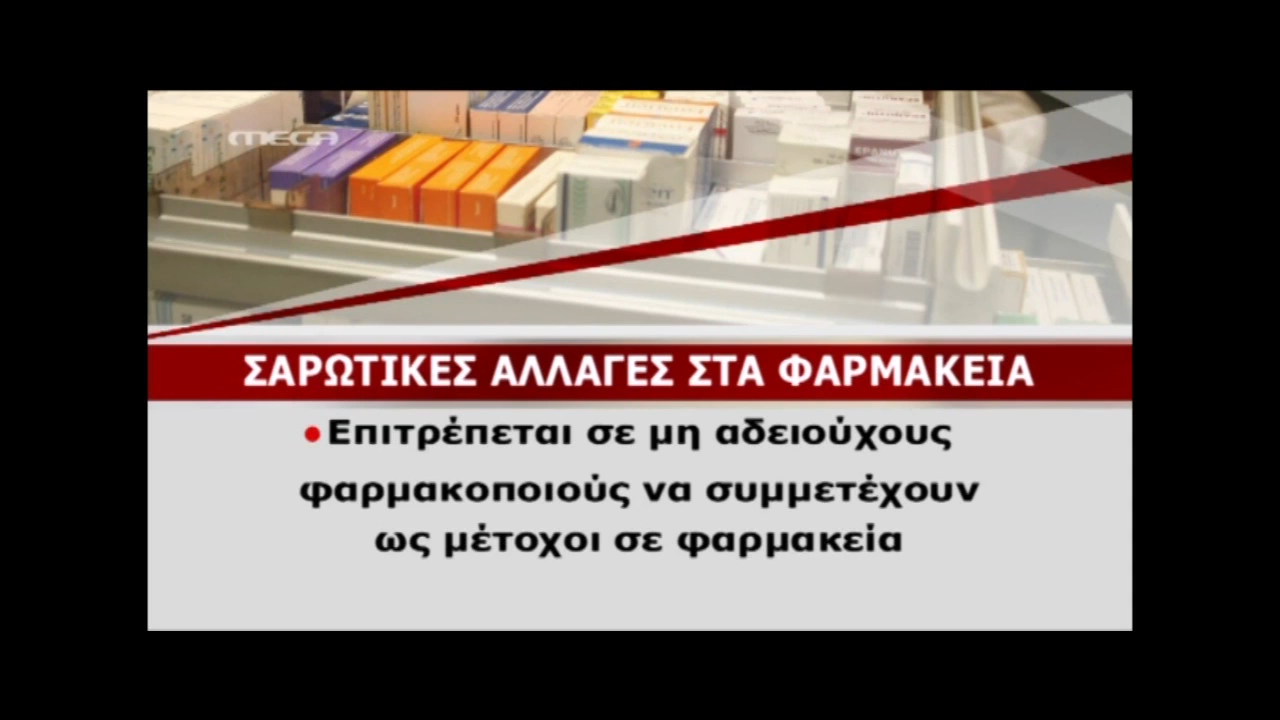 MEGA
ΣΑΡΩΤΙΚΕΣ ΑΛΛΑΓΕΣ ΣΤΑ ΦΑΡΜΑΚΕΙΑ
•Επιτρέπεται σε μη αδειούχους
φαρμακοποιούς να συμμετέχουν
ως μέτοχοι σε φαρμακεία